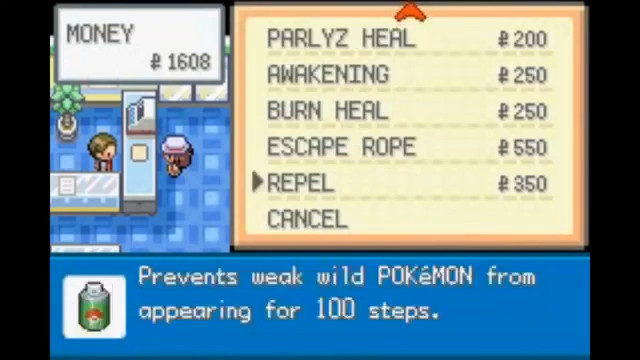 MONEY
₽ 1608
PARLYZ HEAL ₽200
AWAKENING ₽250
BURN HEAL ₽250
ESCAPE ROPE ₽550
REPEL ₽350
CANCEL
Prevents weak wild POKéMON from
appearing for 100 steps.